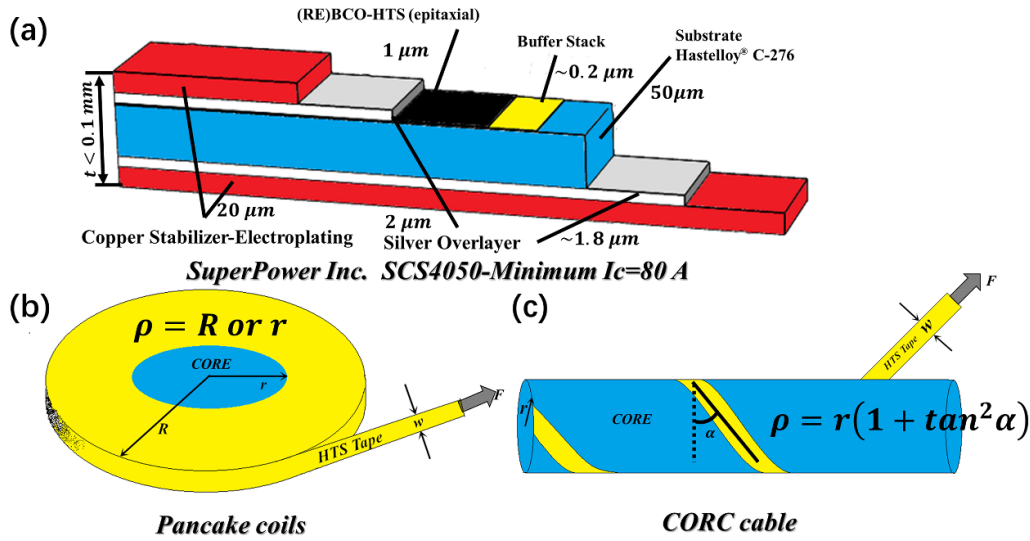 (a)
(RE)BCO-HTS (epitaxial)
1 μm
Buffer Stack
~0.2 μm
Substrate
Hastelloy® C-276
50μm
t < 0.1 mm
20 μm
Copper Stabilizer-Electroplating
2 μm
Silver Overlayer
~1.8 μm
SuperPower Inc. SCS4050-Minimum Ic=80 A
(b)
ρ = R or r
CORE
r
R
HTS Tape
w
F
Pancake coils
(c)
F
w
HTS Tape
r
CORE
α
ρ = r(1 + tan²α)
CORC cable